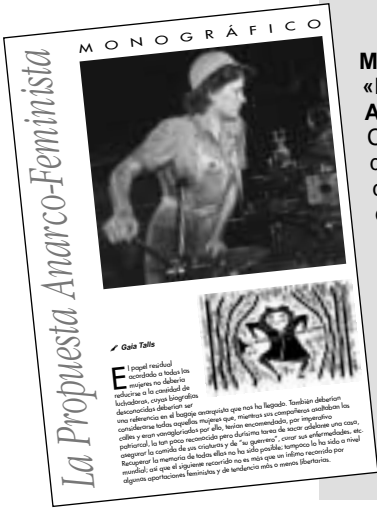 MONOGRÁFICO
La Propuesta Anarco-Feminista
Gaia Talis
El papel residual
acordado a todas las
mujeres no debería
reducirse a la cantidad de
luchadoras, cuyas biografías
desconocidas deberían ser
una referencia en el bagaje anarquista que nos ha llegado. También deberían
considerarse todas aquellas mujeres que, mientras sus compañeros asaltaban las
calles y eran vanagloriados por ello, tenían encomendada, por imperativo
patriarcal, la tan poco reconocida pero durísima tarea de sacar adelante una casa,
asegurar la comida de sus criaturas y de "su guerrero", curar sus enfermedades, etc.
Recuperar la memoria de todas ellas no ha sido posible; tampoco lo ha sido a nivel
mundial; así que el siguiente recorrido no es más que un ínfimo recorrido por
algunas aportaciones feministas y de tendencia más o menos libertarias.